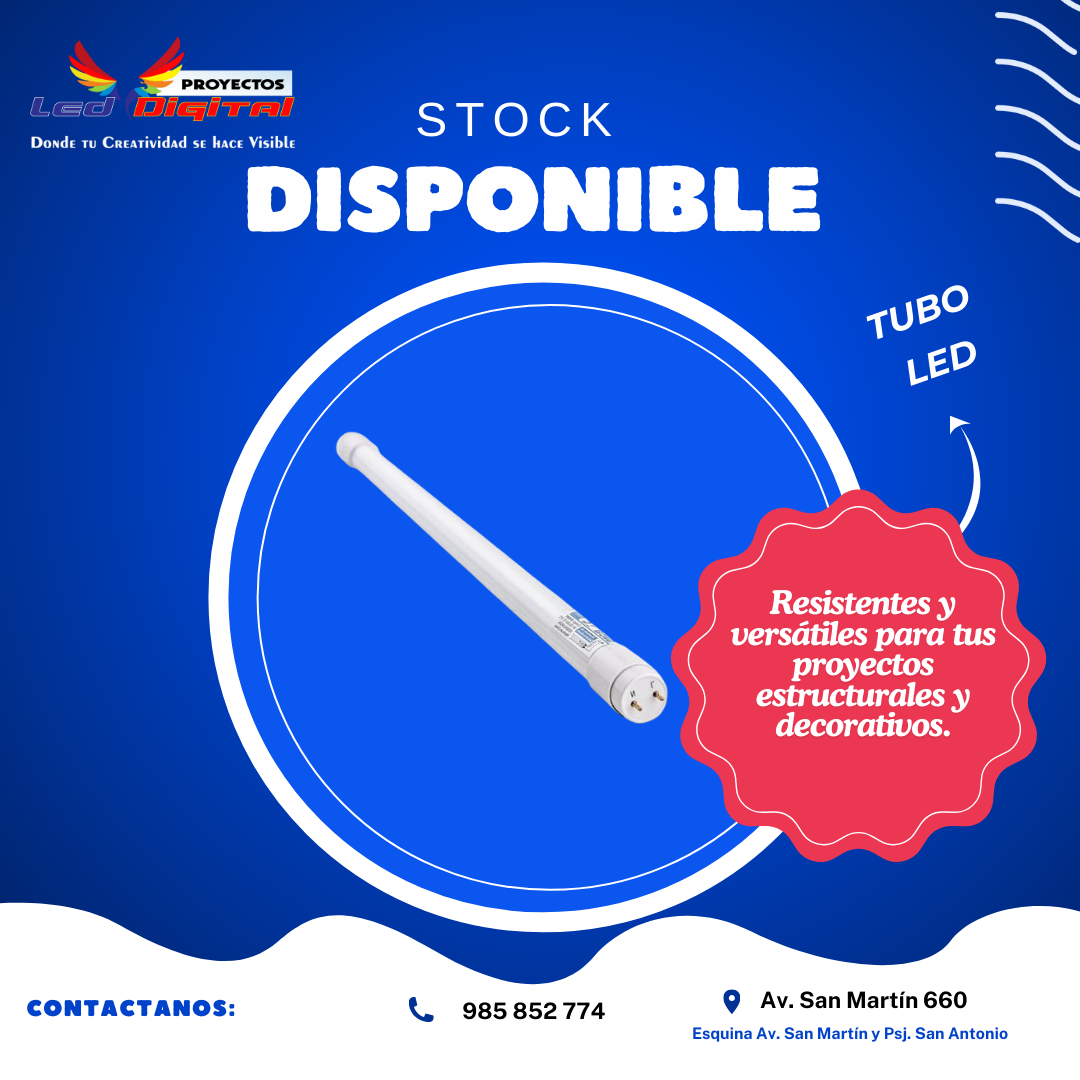 PROYECTOS
Led Digital
Donde tu Creatividad se hace Visible
STOCK
DISPONIBLE
TUBO
LED
Resistentes y
versátiles para tus
proyectos
estructurales y
decorativos.
CONTACTANOS:
985 852 774
Av. San Martín 660
Esquina Av. San Martín y Psj. San Antonio